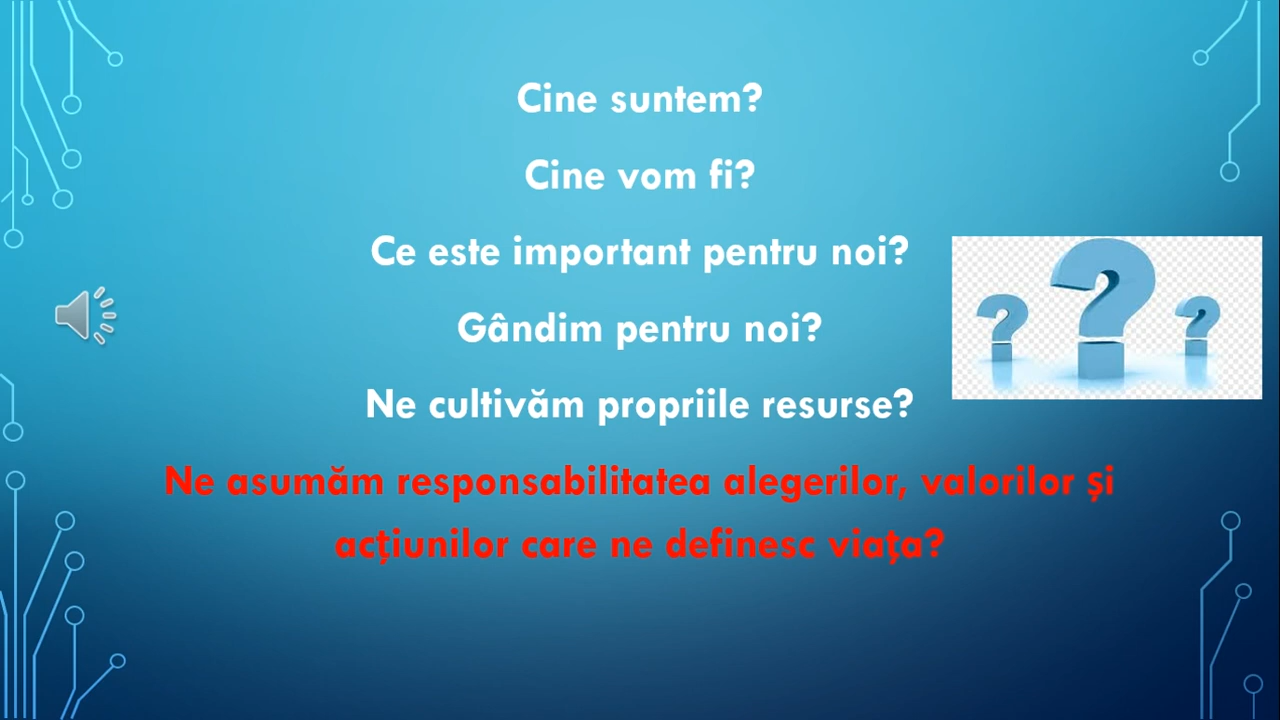 Cine suntem?
Cine vom fi?
Ce este important pentru noi?
Gândim pentru noi?
Ne cultivăm propriile resurse?
Ne asumăm responsabilitatea alegerilor, valorilor și
acțiunilor care ne definesc viața?